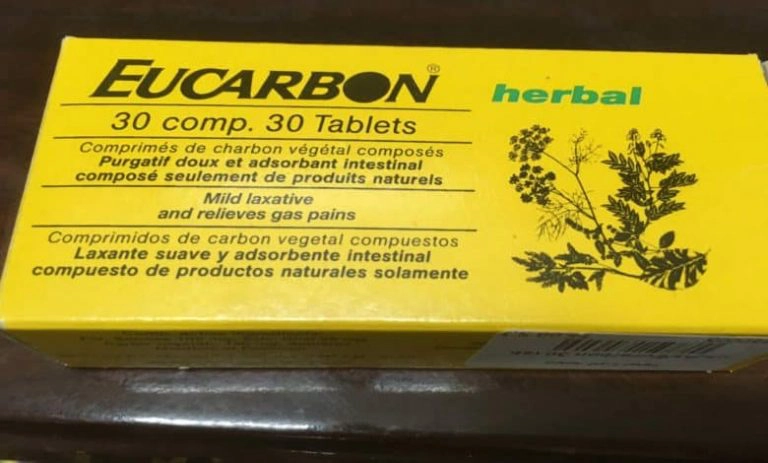 EUCARBON®
herbal
30 comp. 30 Tablets
Comprimés de charbon végétal composés
Purgatif doux et adsorbant intestinal
composé seulement de produits naturels
Mild laxative
and relieves gas pains
Comprimidos de carbon vegetal compuestos
Laxante suave y adsorbente intestinal
compuesto de productos naturales solamente